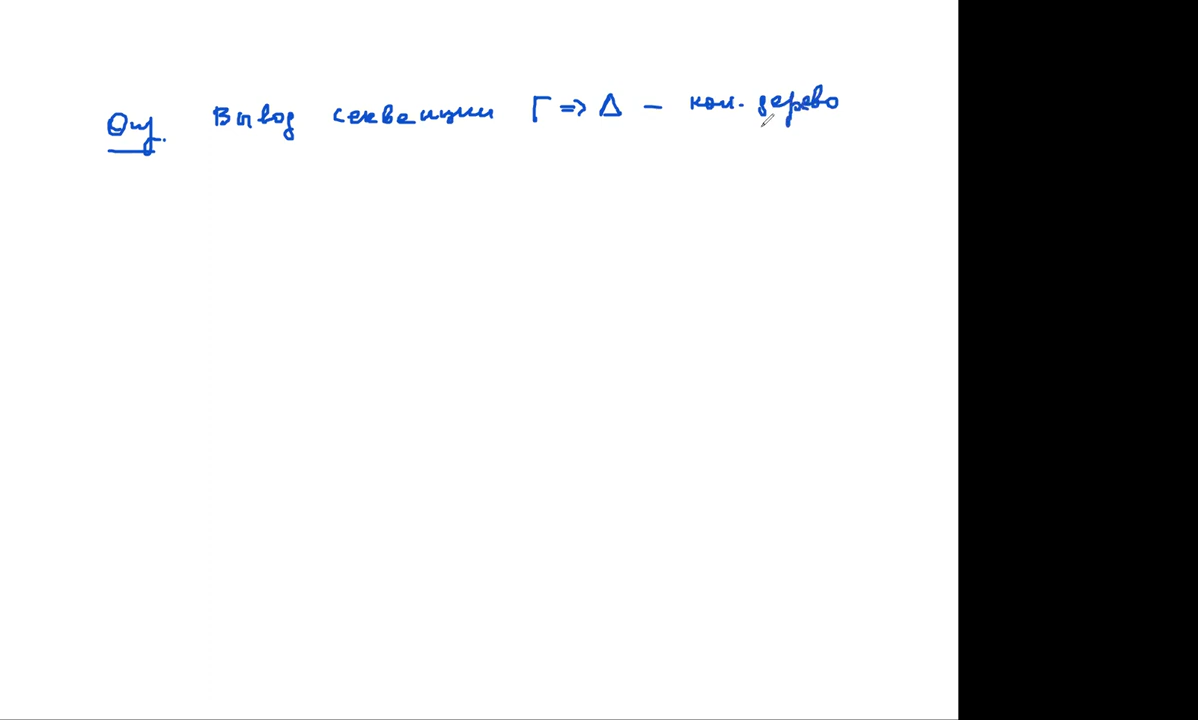 Опр. Вывод секвенции Γ => Δ – кон. дерево